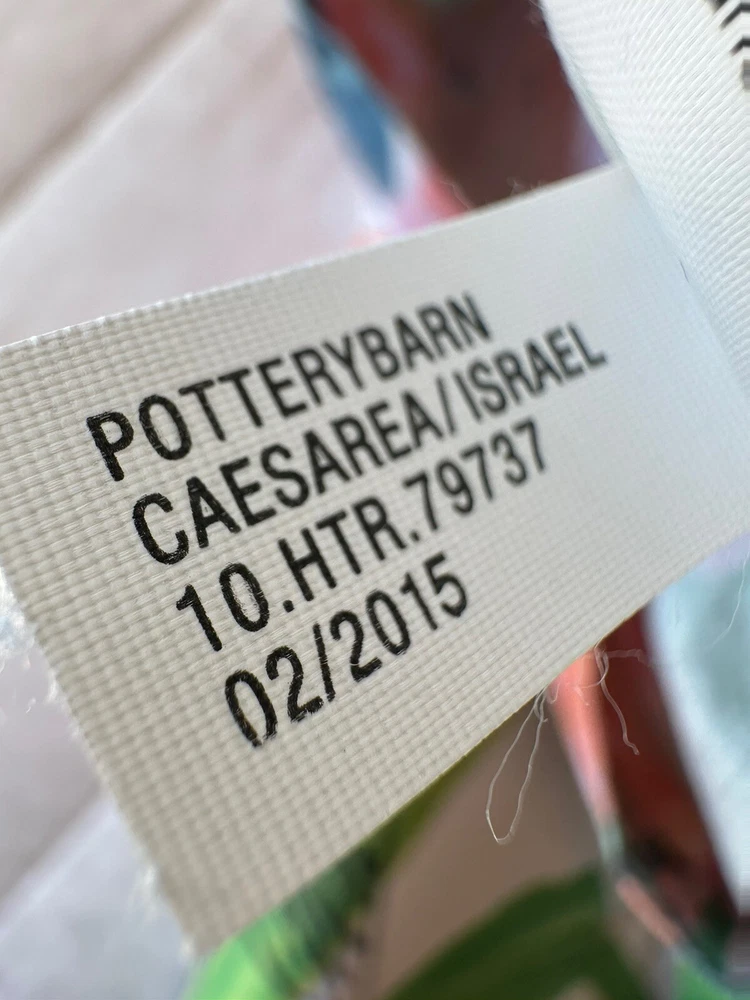 POTTERYBARN
CAESAREA/ISRAEL
10.HTR.79737
02/2015